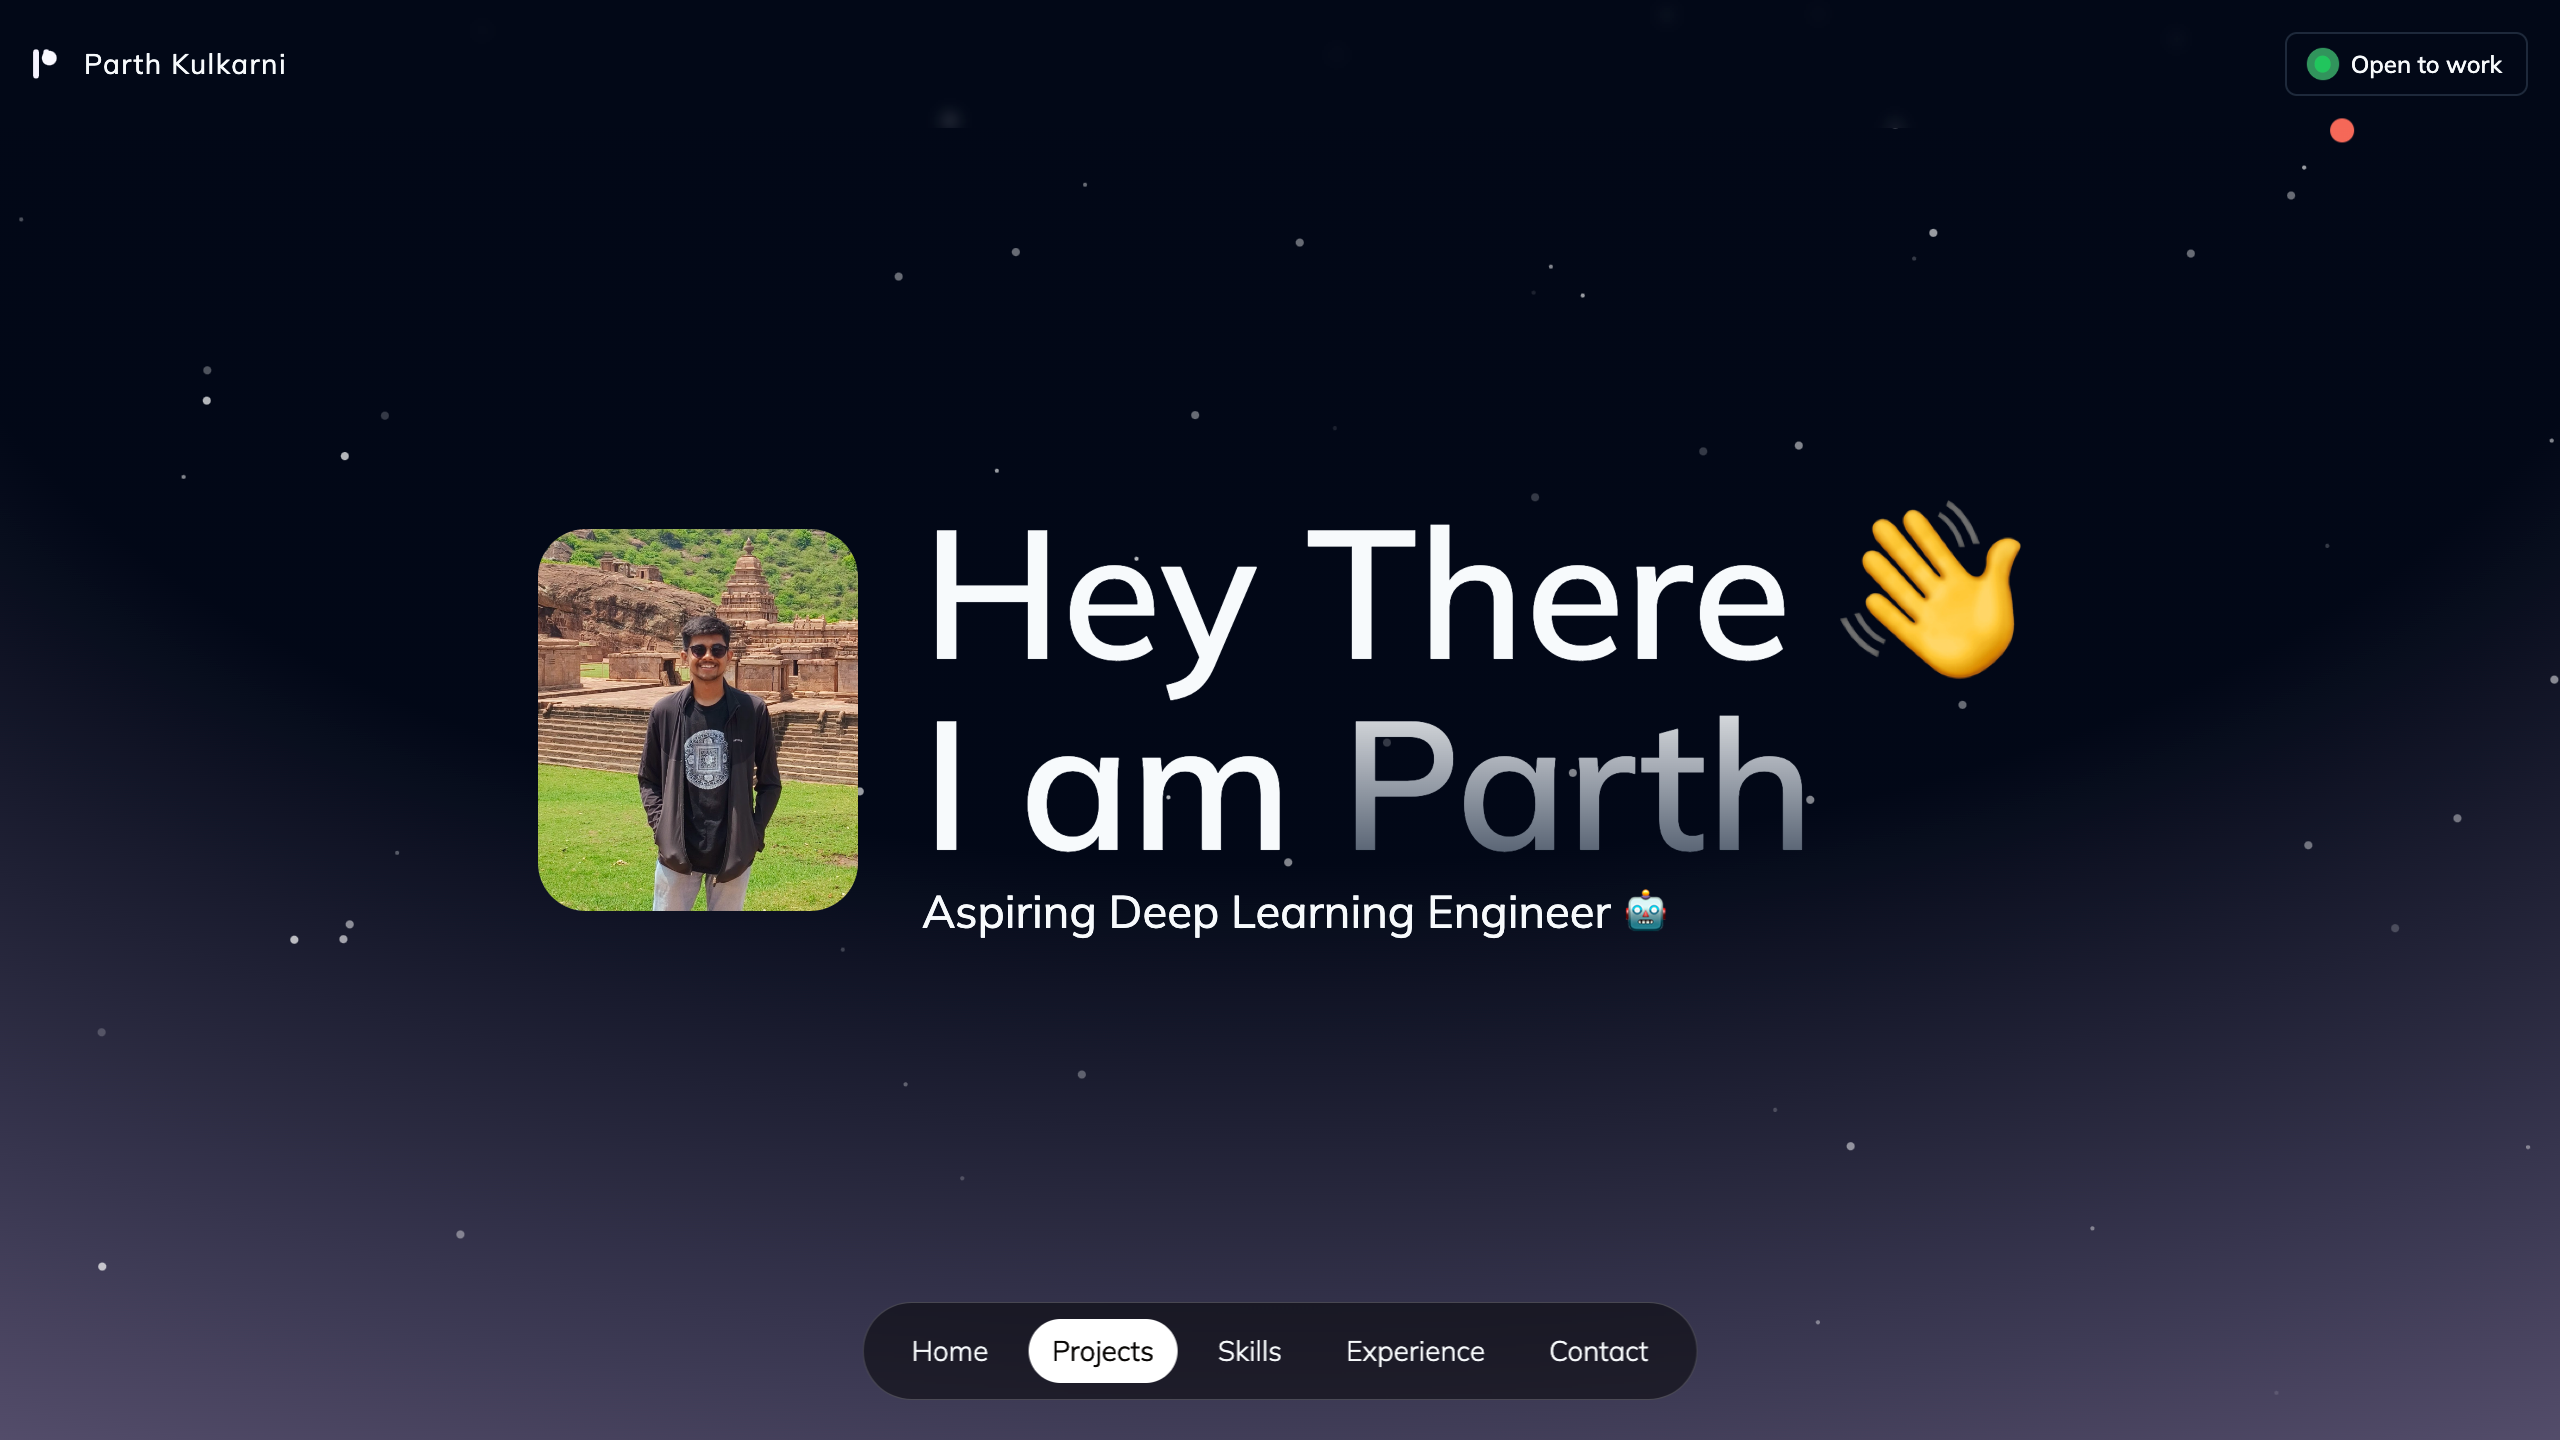 Parth Kulkarni
Open to work
Hey There 👋
I am Parth
Aspiring Deep Learning Engineer 🤖
Home Projects Skills Experience Contact